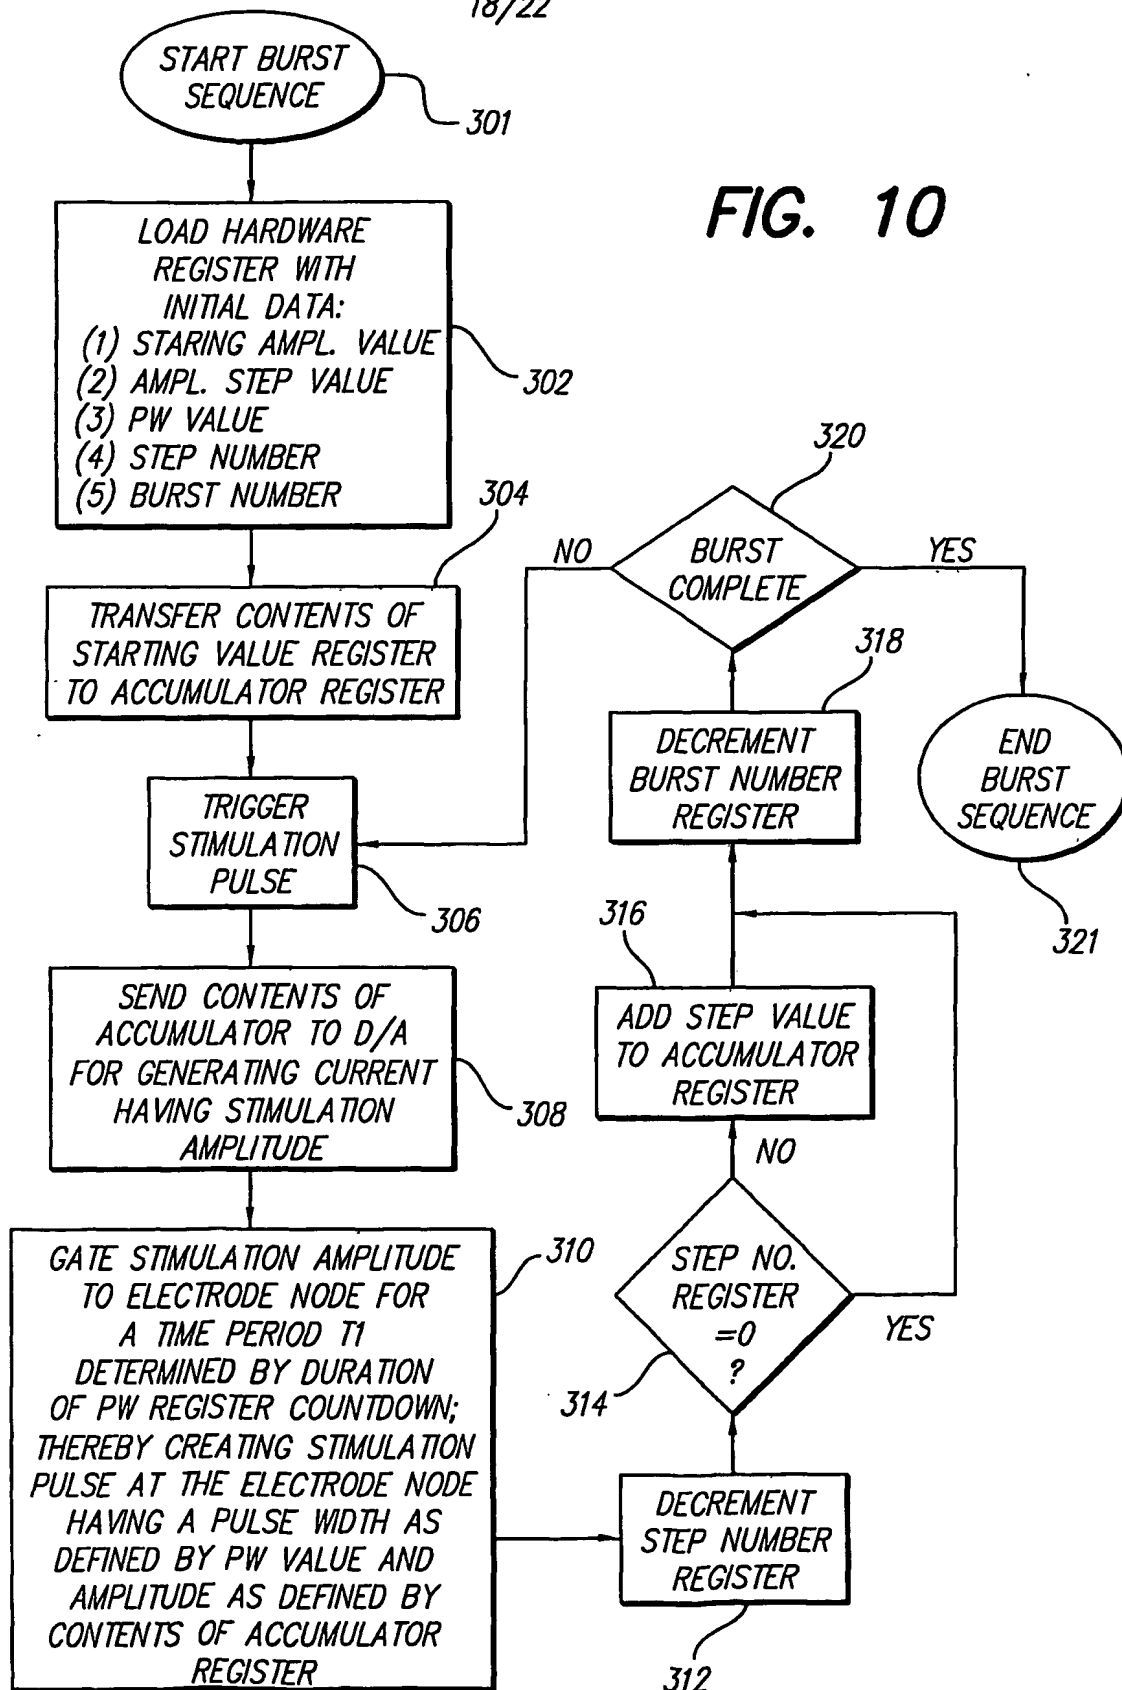 18/22
START BURST
SEQUENCE
301
FIG. 10
LOAD HARDWARE
REGISTER WITH
INITIAL DATA:
(1) STARING AMPL. VALUE
(2) AMPL. STEP VALUE
(3) PW VALUE
(4) STEP NUMBER
(5) BURST NUMBER
302
304
TRANSFER CONTENTS OF
STARTING VALUE REGISTER
TO ACCUMULATOR REGISTER
TRIGGER
STIMULATION
PULSE
306
SEND CONTENTS OF
ACCUMULATOR TO D/A
FOR GENERATING CURRENT
HAVING STIMULATION
AMPLITUDE
308
GATE STIMULATION AMPLITUDE
TO ELECTRODE NODE FOR
A TIME PERIOD T1
DETERMINED BY DURATION
OF PW REGISTER COUNTDOWN;
THEREBY CREATING STIMULATION
PULSE AT THE ELECTRODE NODE
HAVING A PULSE WIDTH AS
DEFINED BY PW VALUE AND
AMPLITUDE AS DEFINED BY
CONTENTS OF ACCUMULATOR
REGISTER
310
DECREMENT
STEP NUMBER
REGISTER
312
STEP NO.
REGISTER
=0
?
314
YES
NO
ADD STEP VALUE
TO ACCUMULATOR
REGISTER
316
DECREMENT
BURST NUMBER
REGISTER
318
BURST
COMPLETE
320
NO
YES
END
BURST
SEQUENCE
321